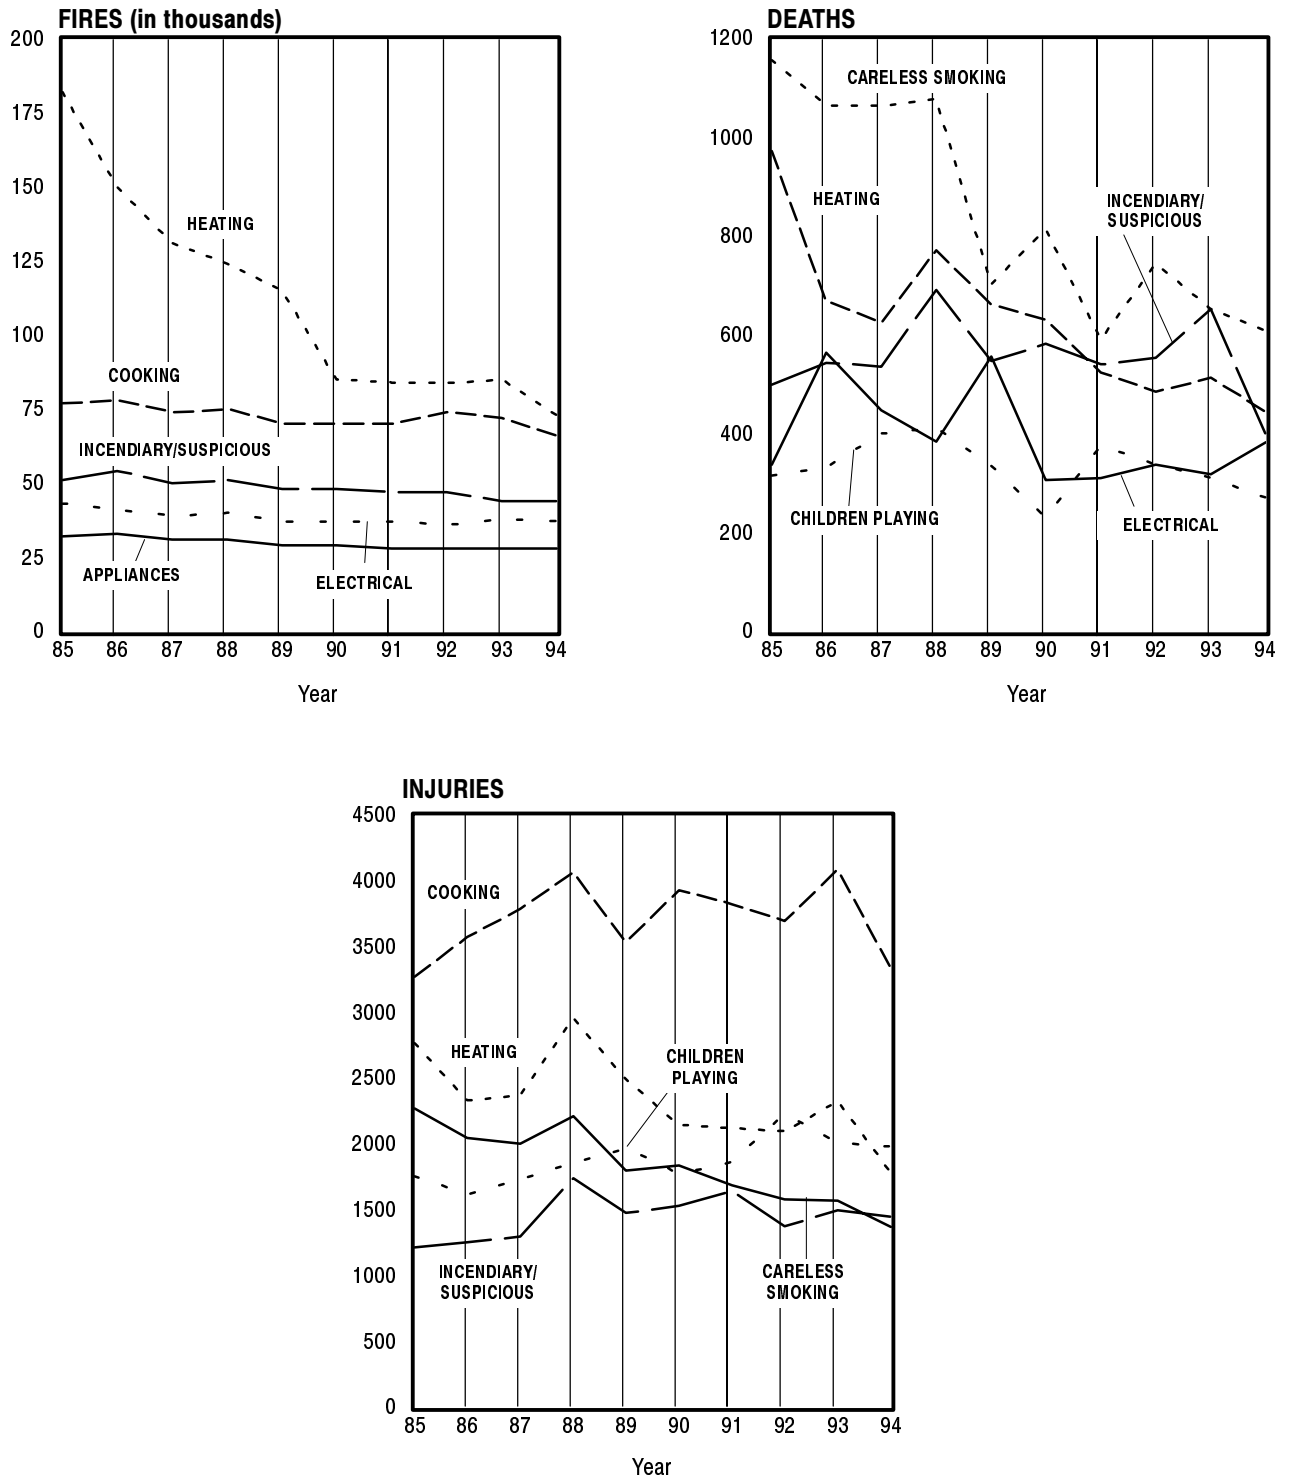 FIRES (in thousands)
200
175
150
125
100
75
50
25
0
HEATING
COOKING
INCENDIARY/SUSPICIOUS
APPLIANCES
ELECTRICAL
85 86 87 88 89 90 91 92 93 94
Year
DEATHS
1200
1000
800
600
400
200
0
CARELESS SMOKING
HEATING
INCENDIARY/
SUSPICIOUS
CHILDREN PLAYING
ELECTRICAL
85 86 87 88 89 90 91 92 93 94
Year
INJURIES
4500
4000
3500
3000
2500
2000
1500
1000
500
0
COOKING
HEATING
CHILDREN
PLAYING
INCENDIARY/
SUSPICIOUS
CARELESS
SMOKING
85 86 87 88 89 90 91 92 93 94
Year